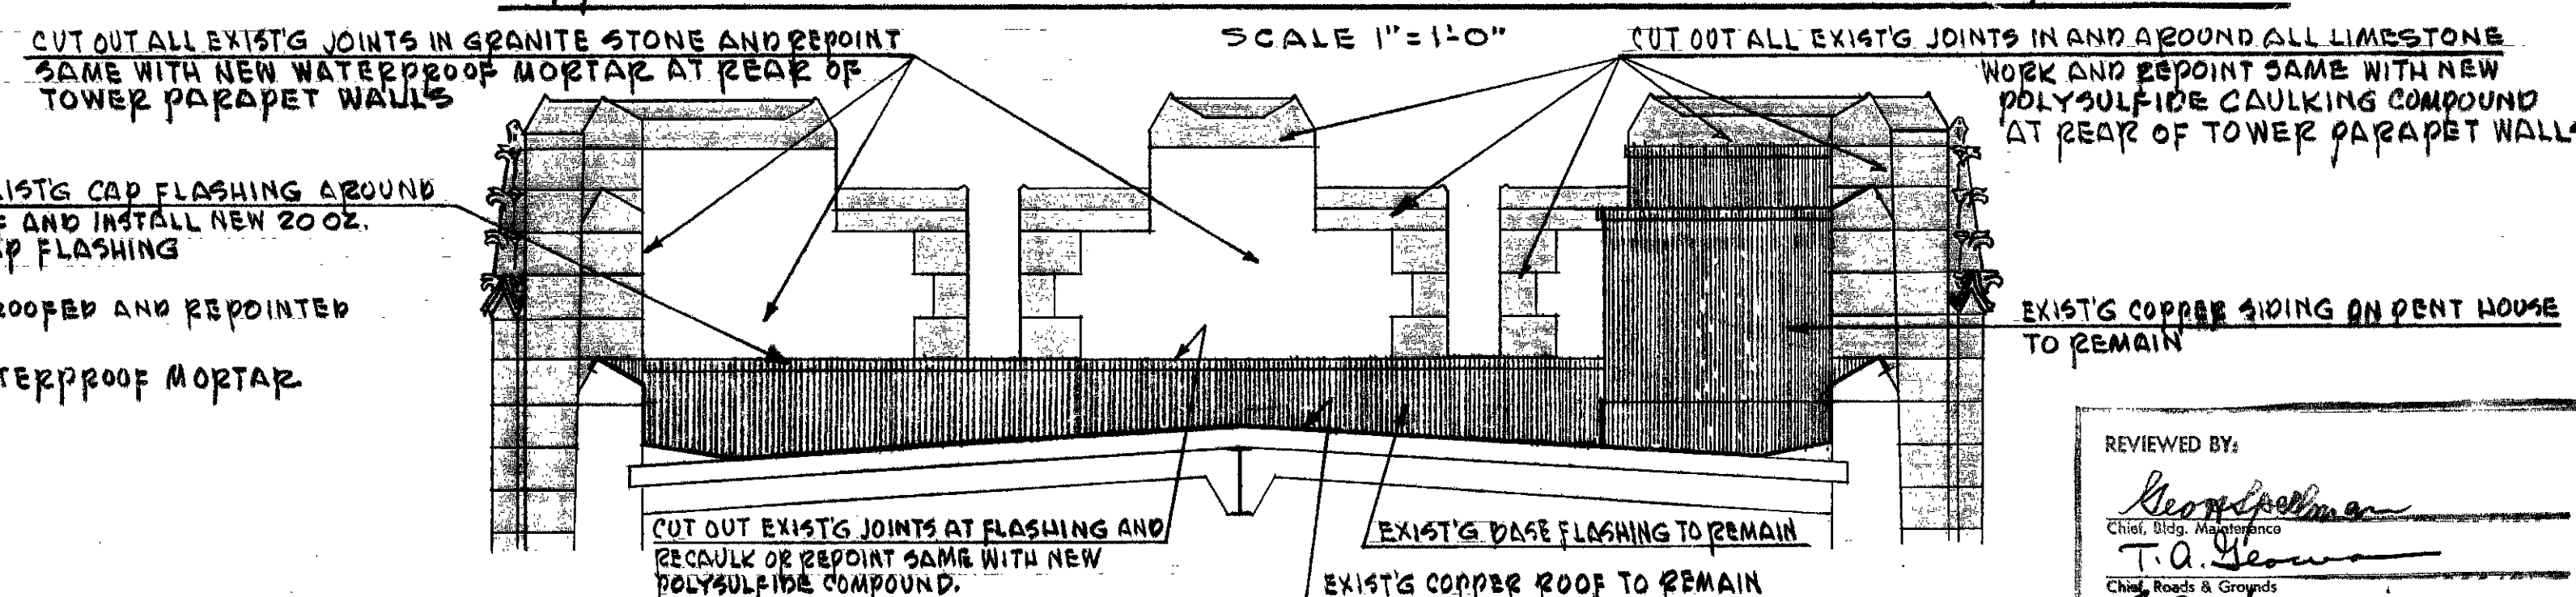 SCALE 1"=1'-0"
CUT OUT ALL EXIST'G JOINTS IN GRANITE STONE AND REPOINT
SAME WITH NEW WATERPROOF MORTAR AT REAR OF
TOWER PARAPET WALLS
CUT OUT ALL EXIST'G JOINTS IN AND AROUND ALL LIMESTONE
WORK AND REPOINT SAME WITH NEW
POLYSULFIDE CAULKING COMPOUND
AT REAR OF TOWER PARAPET WALLS
XIST'G CAP FLASHING AROUND
AND INSTALL NEW 20 OZ.
AP FLASHING
ROOFED AND REPOINTED
TERPROOF MORTAR
EXIST'G COPPER SIDING ON PENT HOUSE
TO REMAIN
CUT OUT EXIST'G JOINTS AT FLASHING AND
RECAULK OR REPOINT SAME WITH NEW
POLYSULFIDE COMPOUND.
EXIST'G BASE FLASHING TO REMAIN
EXIST'G COPPER ROOF TO REMAIN
REVIEWED BY:
Chief, Bldg. Maintenance
T. A.
Chief, Roads & Grounds